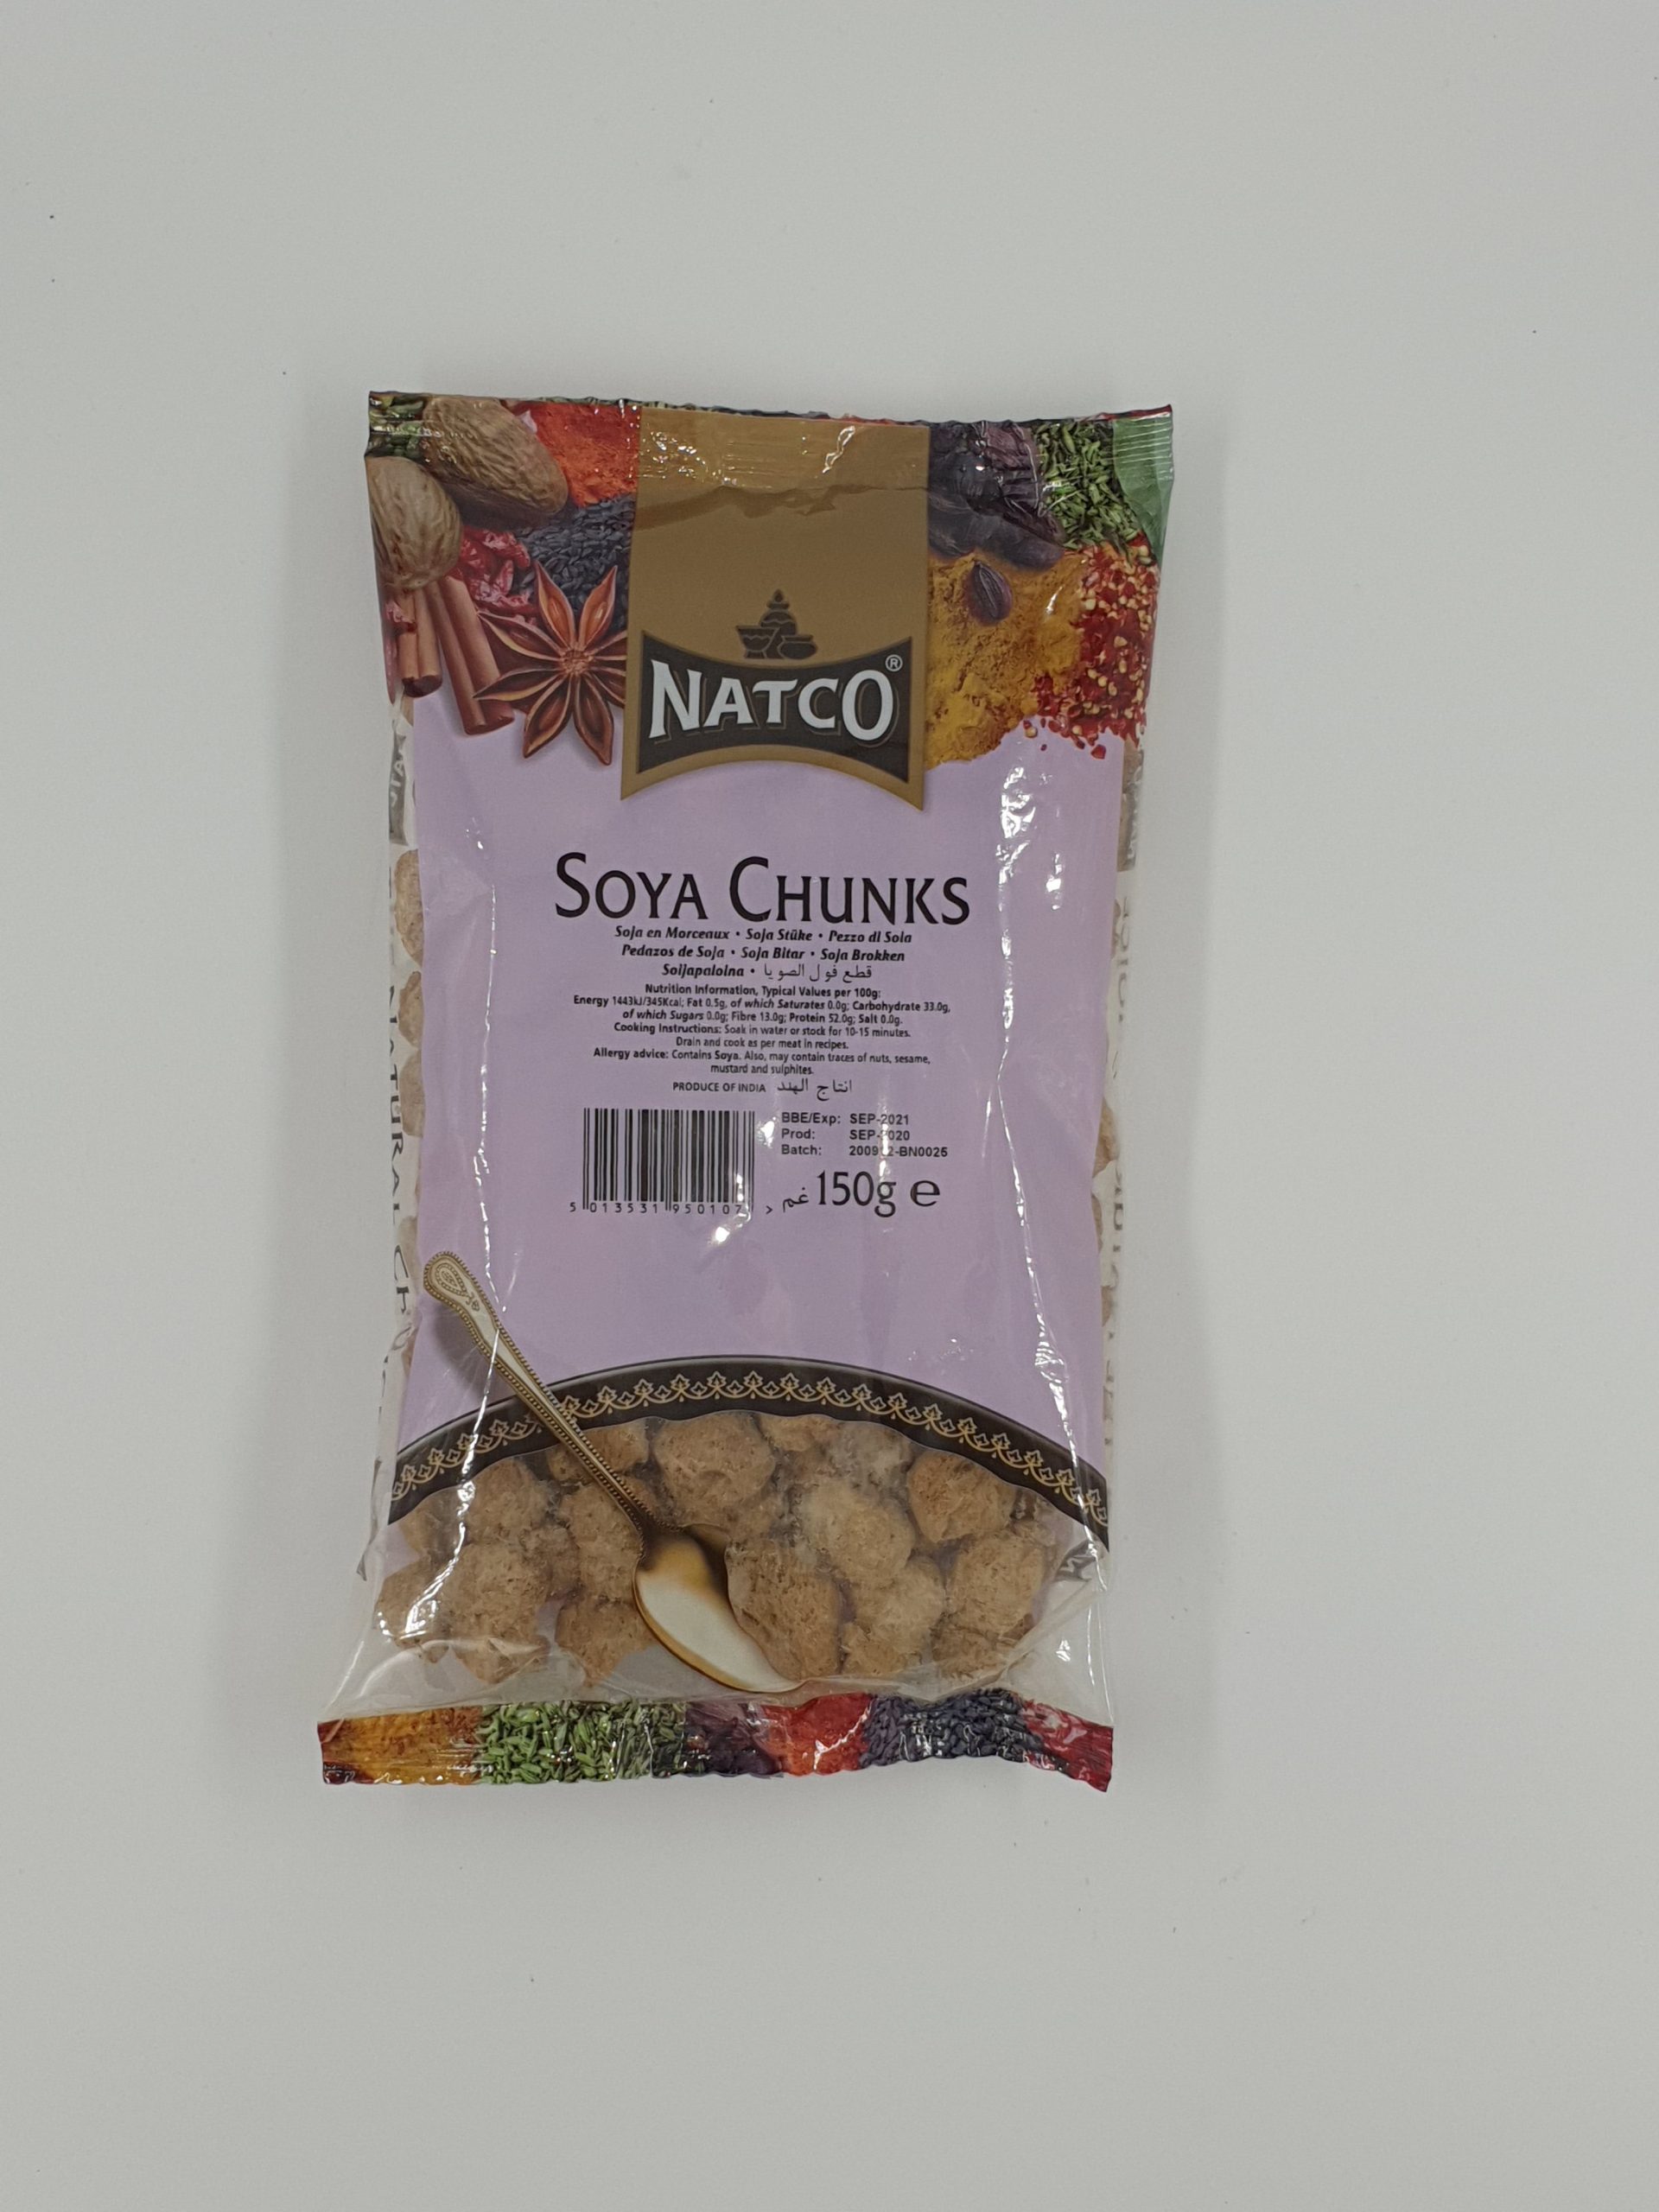 NATCO®
SOYA CHUNKS
Soja en Morceaux • Soja Stüke • Pezzo di Soia
Pedazos de Soja • Soja Bitar • Soja Brokken
Soijapaloina • قطع فول الصويا
Nutrition Information, Typical Values per 100g:
Energy 1443kJ/345Kcal; Fat 0.5g, of which Saturates 0.0g; Carbohydrate 33.0g,
of which Sugars 0.0g; Fibre 13.0g; Protein 52.0g; Salt 0.0g.
Cooking Instructions: Soak in water or stock for 10-15 minutes.
Drain and cook as per meat in recipes.
Allergy advice: Contains Soya. Also, may contain traces of nuts, sesame,
mustard and sulphites.
PRODUCE OF INDIA انتاج الهند
BBE/Exp: SEP-2021
Prod: SEP-2020
Batch:
150g e غم
5 013531 950107 >
NATURAL